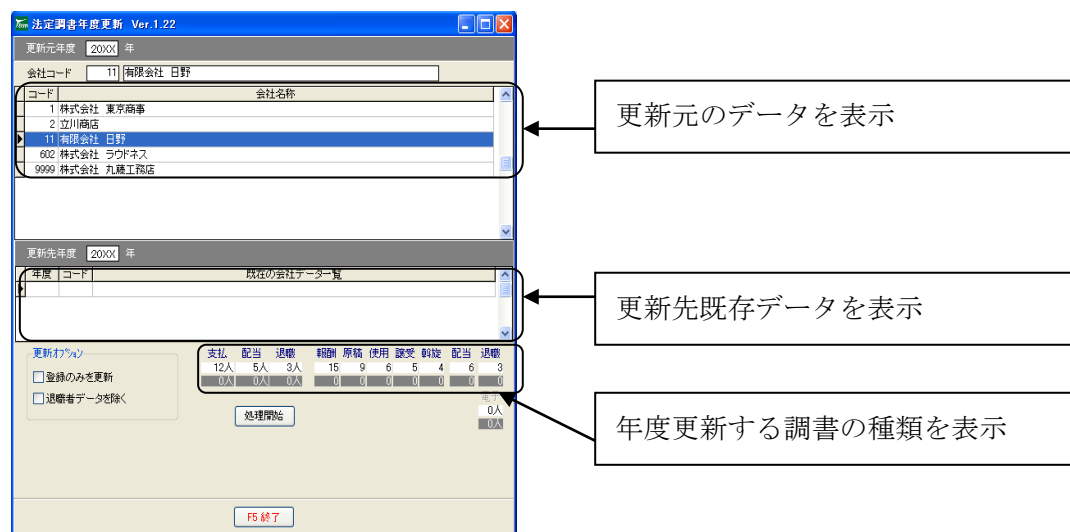 法定調書年度更新 Ver.1.22
更新元年度 20XX 年
会社コード 11 有限会社 日野
コード 会社名称
1 株式会社 東京商事
2 立川商店
11 有限会社 日野
602 株式会社 ラウドネス
9999 株式会社 丸藤工務店
更新元のデータを表示
更新先年度 20XX 年
年度 コード 既在の会社データ一覧
更新先既存データを表示
更新オプション
登録のみを更新
退職者データを除く
支払 配当 退職 報酬 原稿 使用 譲受 斡旋 配当 退職
12人 5人 3人 15 9 6 5 4 6 3
0人 0人 0人 0 0 0 0 0 0 0
電子
0人
0人
処理開始
年度更新する調書の種類を表示
F5 終了